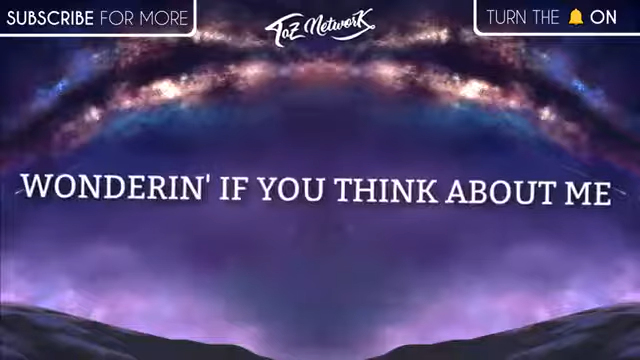 SUBSCRIBE FOR MORE
TaZ NetworK
TURN THE 🔔 ON
WONDERIN' IF YOU THINK ABOUT ME